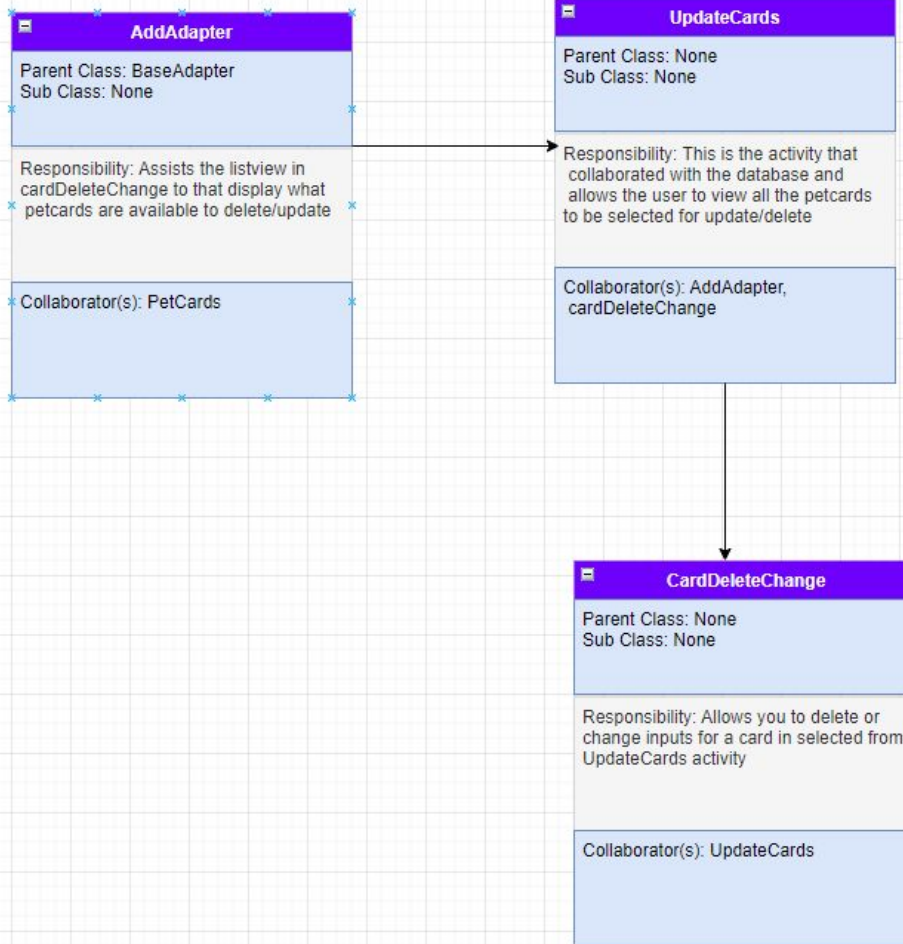 AddAdapter
Parent Class: BaseAdapter
Sub Class: None
Responsibility: Assists the listview in
cardDeleteChange to that display what
petcards are available to delete/update
Collaborator(s): PetCards
UpdateCards
Parent Class: None
Sub Class: None
Responsibility: This is the activity that
collaborated with the database and
allows the user to view all the petcards
to be selected for update/delete
Collaborator(s): AddAdapter,
cardDeleteChange
CardDeleteChange
Parent Class: None
Sub Class: None
Responsibility: Allows you to delete or
change inputs for a card in selected from
UpdateCards activity
Collaborator(s): UpdateCards